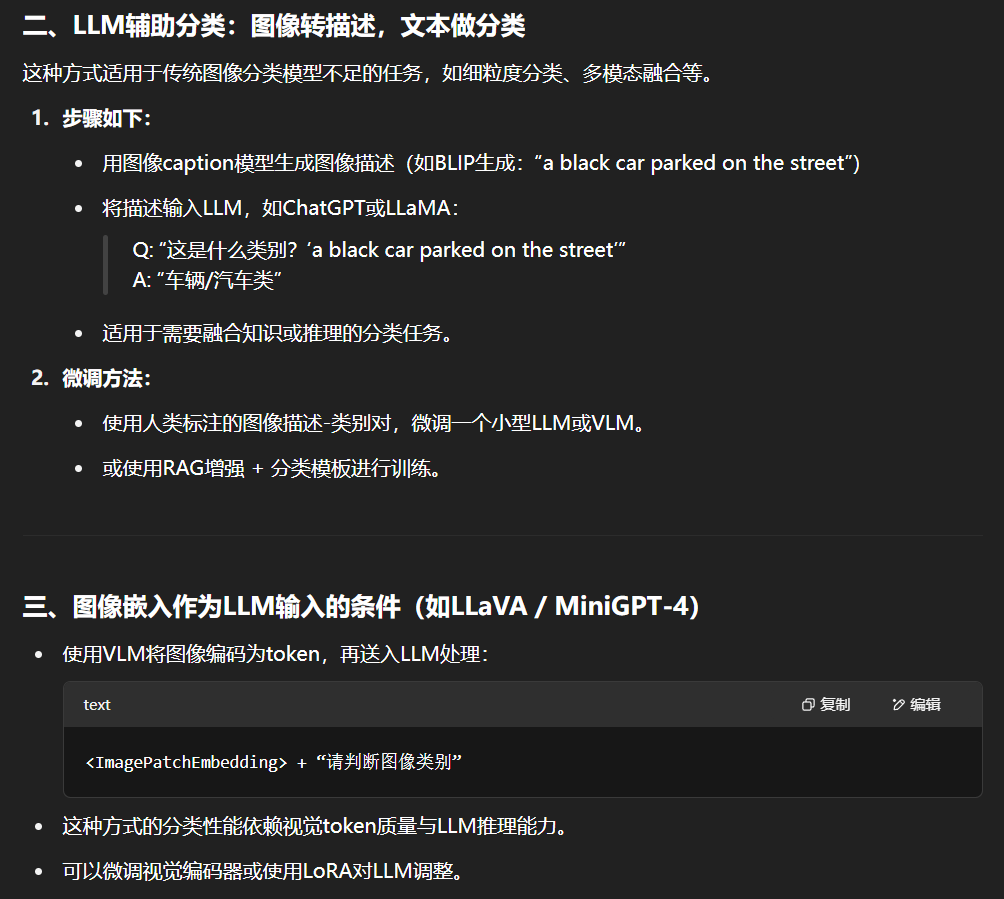 二、LLM辅助分类：图像转描述，文本做分类
这种方式适用于传统图像分类模型不足的任务，如细粒度分类、多模态融合等。
1. 步骤如下：
• 用图像caption模型生成图像描述（如BLIP生成：“a black car parked on the street”）
• 将描述输入LLM，如ChatGPT或LLaMA：
Q: “这是什么类别？‘a black car parked on the street’”
A: “车辆/汽车类”
• 适用于需要融合知识或推理的分类任务。
2. 微调方法：
• 使用人类标注的图像描述-类别对，微调一个小型LLM或VLM。
• 或使用RAG增强 + 分类模板进行训练。
三、图像嵌入作为LLM输入的条件（如LLaVA / MiniGPT-4）
• 使用VLM将图像编码为token，再送入LLM处理：
text 复制 编辑
<ImagePatchEmbedding> + “请判断图像类别”
• 这种方式的分类性能依赖视觉token质量与LLM推理能力。
• 可以微调视觉编码器或使用LoRA对LLM调整。